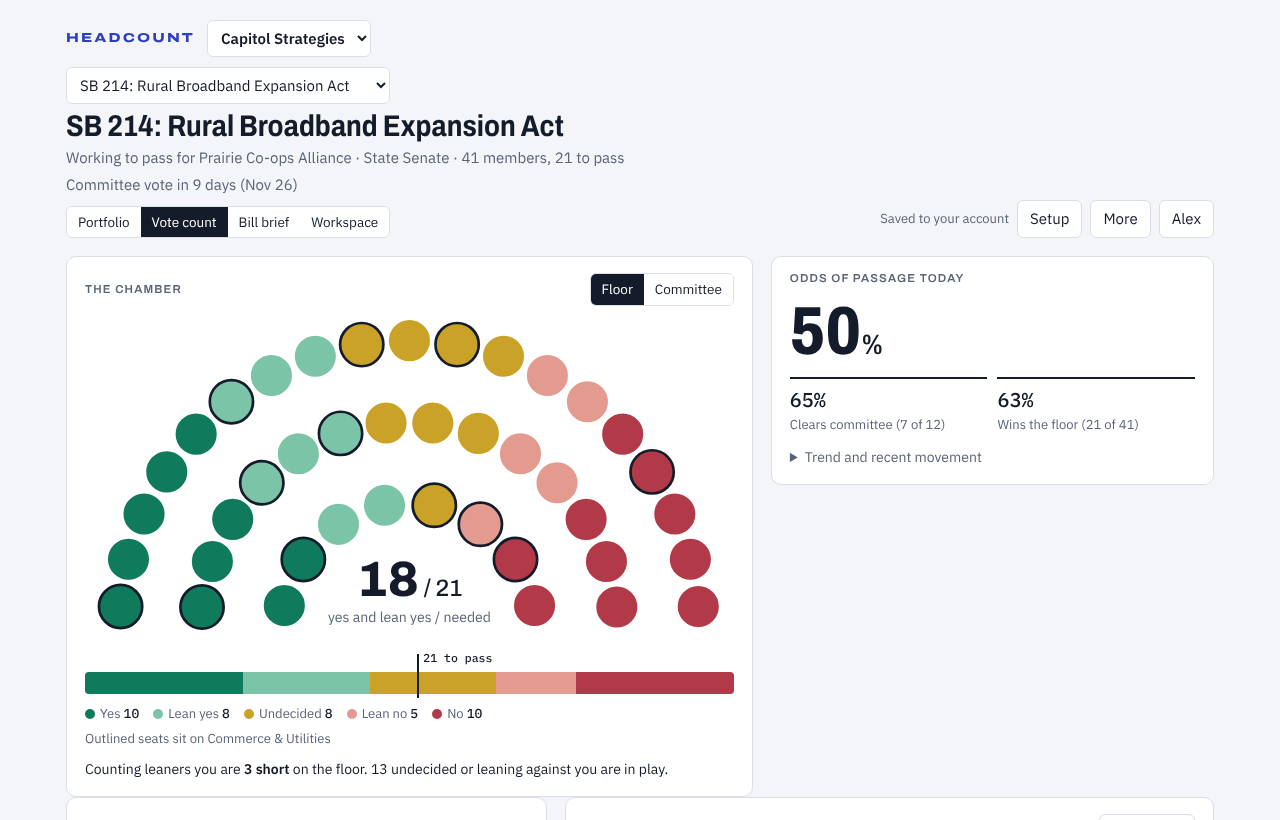 HEADCOUNT Capitol Strategies
SB 214: Rural Broadband Expansion Act
SB 214: Rural Broadband Expansion Act
Working to pass for Prairie Co-ops Alliance · State Senate · 41 members, 21 to pass
Committee vote in 9 days (Nov 26)
Portfolio Vote count Bill brief Workspace
Saved to your account Setup More Alex
THE CHAMBER
Floor Committee
18 / 21
yes and lean yes / needed
21 to pass
Yes 10 Lean yes 8 Undecided 8 Lean no 5 No 10
Outlined seats sit on Commerce & Utilities
Counting leaners you are 3 short on the floor. 13 undecided or leaning against you are in play.
ODDS OF PASSAGE TODAY
50%
65% 63%
Clears committee (7 of 12) Wins the floor (21 of 41)
Trend and recent movement